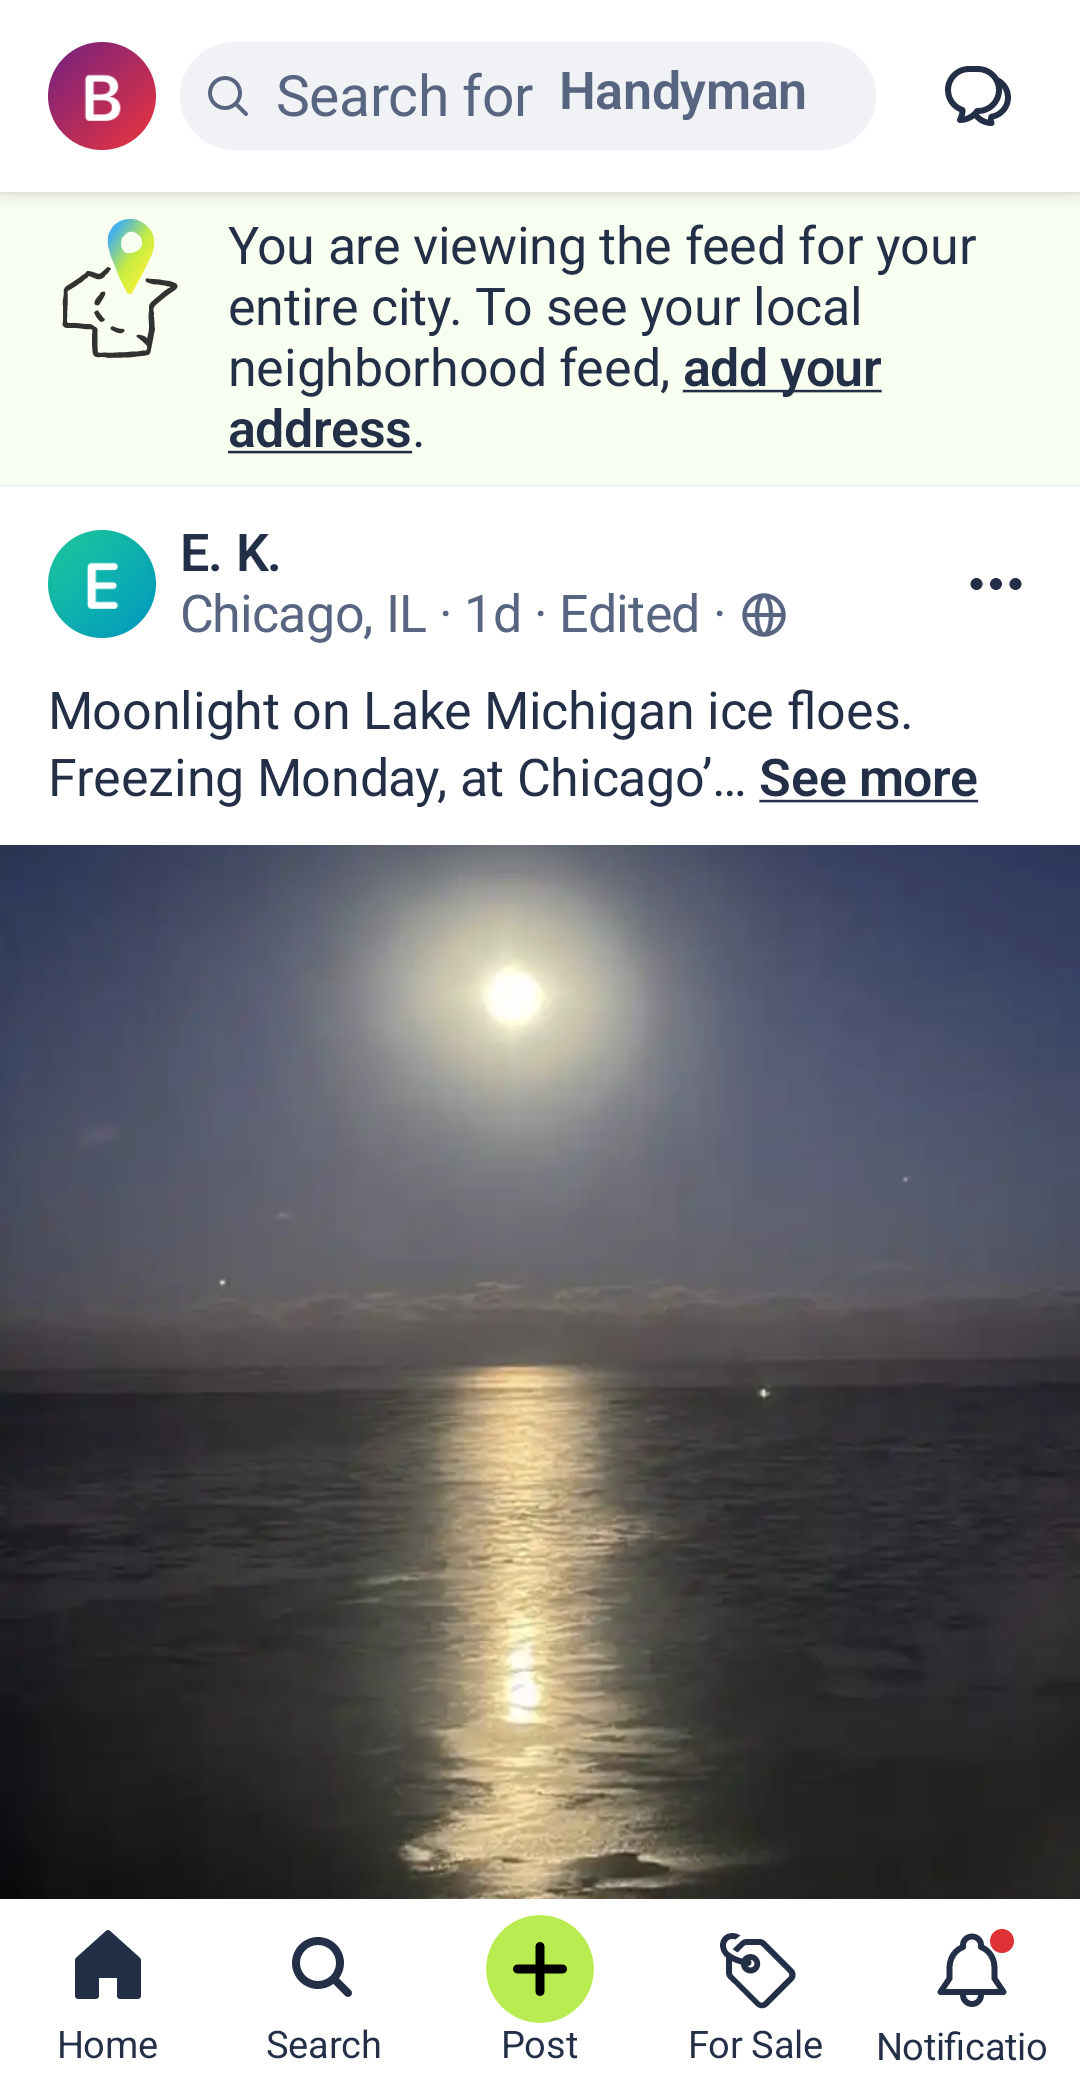 B
Search for Handyman
You are viewing the feed for your
entire city. To see your local
neighborhood feed, add your
address.
E
E. K.
Chicago, IL · 1d · Edited ·
Moonlight on Lake Michigan ice floes.
Freezing Monday, at Chicago’… See more
Home
Search
Post
For Sale
Notificatio